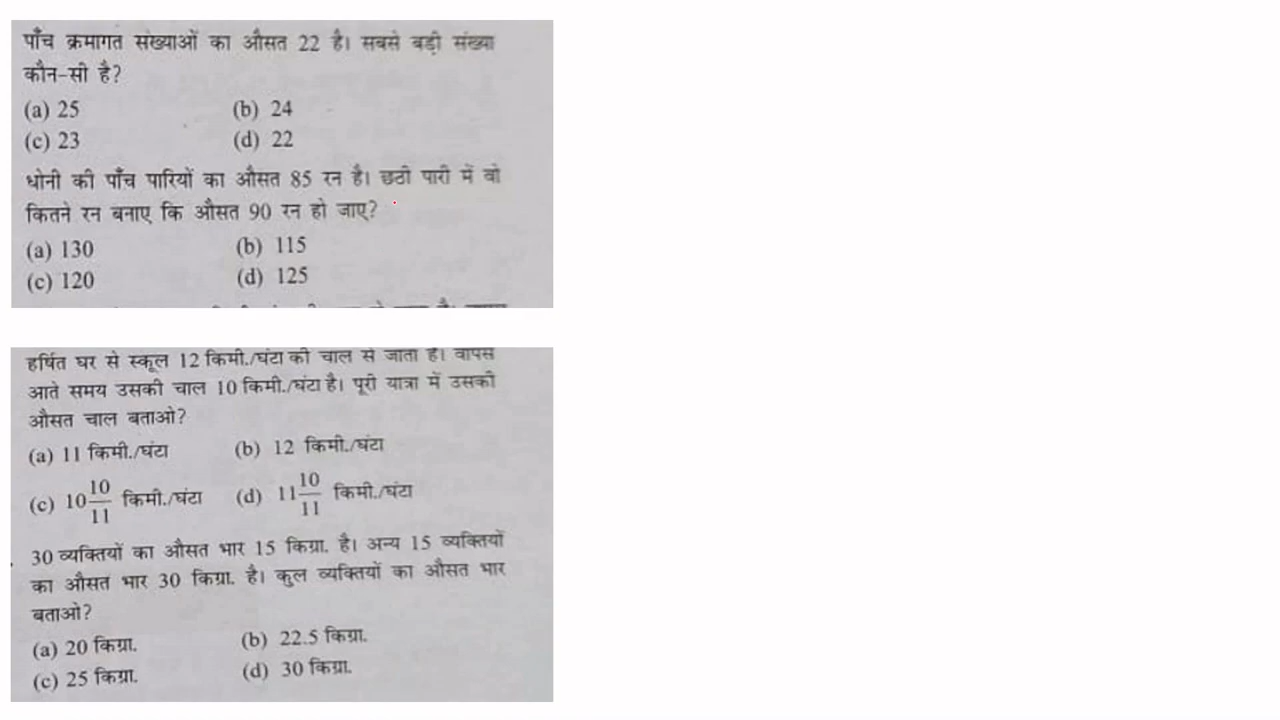 पाँच क्रमागत संख्याओं का औसत 22 है। सबसे बड़ी संख्या
कौन-सी है?
(a) 25 (b) 24
(c) 23 (d) 22
धोनी की पाँच पारियों का औसत 85 रन है। छठी पारी में वो
कितने रन बनाए कि औसत 90 रन हो जाए?
(a) 130 (b) 115
(c) 120 (d) 125
हर्षित घर से स्कूल 12 किमी./घंटा की चाल से जाता है। वापस
आते समय उसकी चाल 10 किमी./घंटा है। पूरी यात्रा में उसकी
औसत चाल बताओ?
(a) 11 किमी./घंटा (b) 12 किमी./घंटा
(c) 10 10/11 किमी./घंटा (d) 11 10/11 किमी./घंटा
30 व्यक्तियों का औसत भार 15 किग्रा. है। अन्य 15 व्यक्तियों
का औसत भार 30 किग्रा. है। कुल व्यक्तियों का औसत भार
बताओ?
(a) 20 किग्रा. (b) 22.5 किग्रा.
(c) 25 किग्रा. (d) 30 किग्रा.